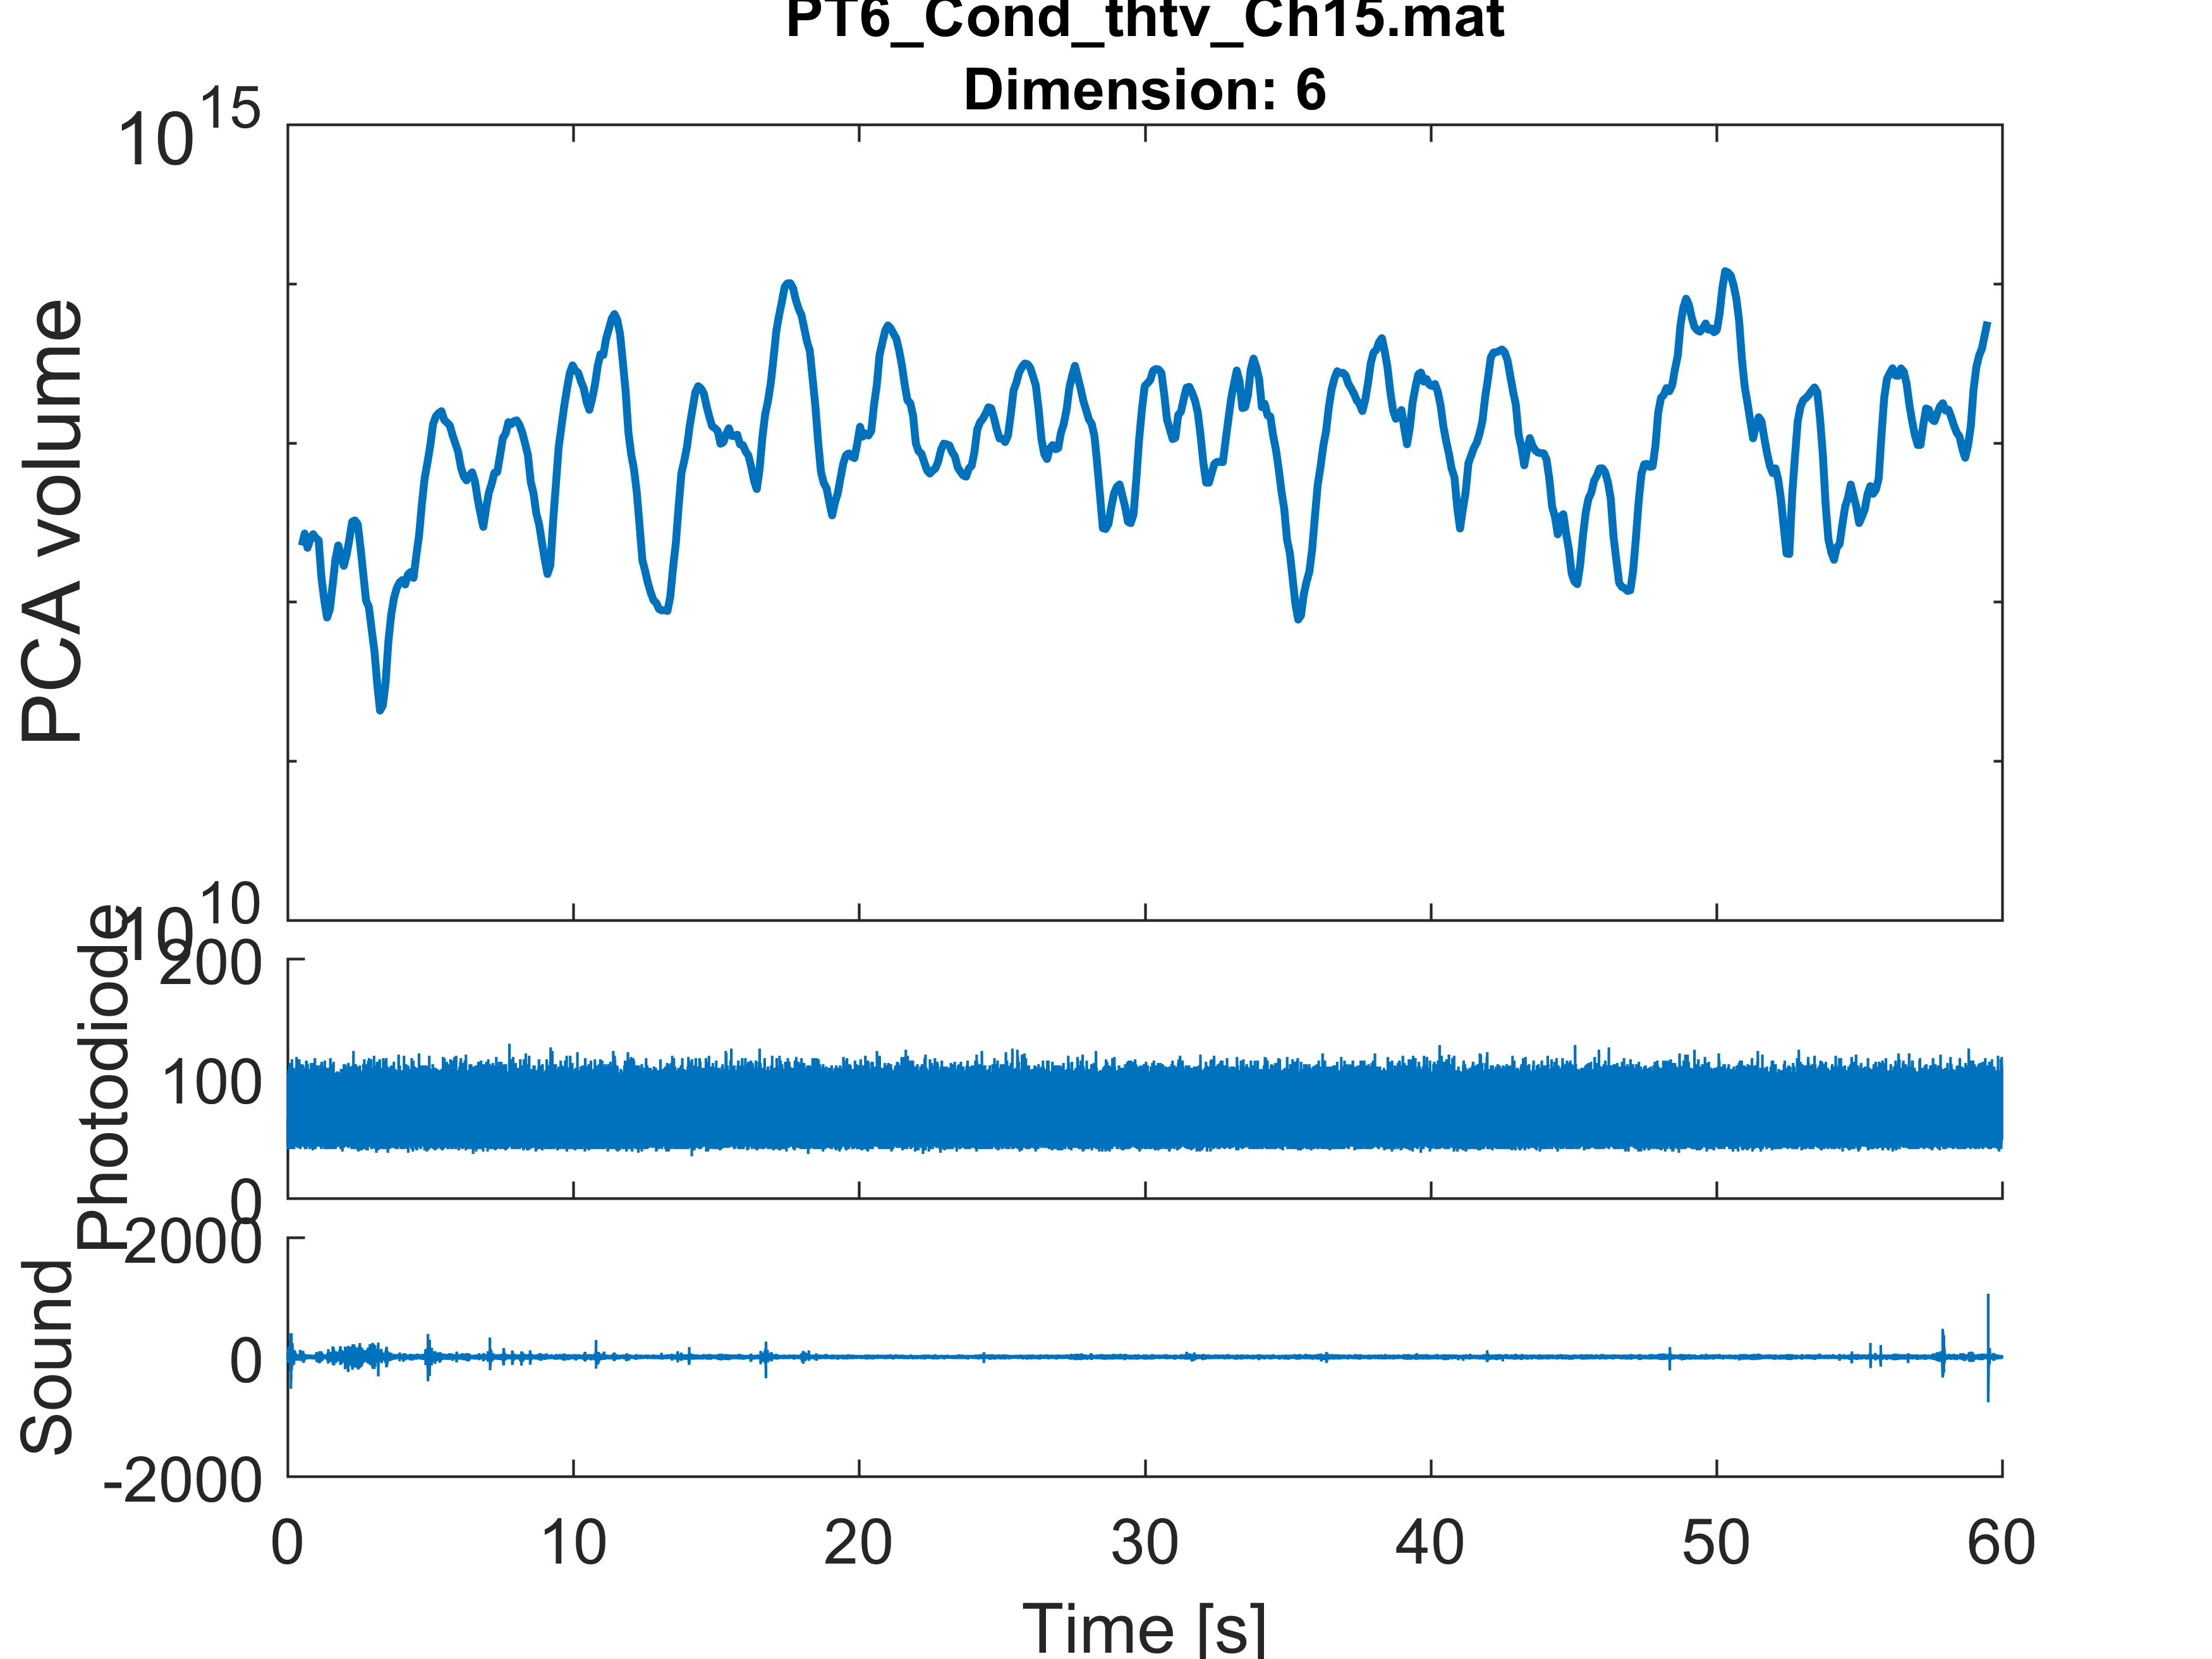 PT6_Cond_thtv_Ch15.mat
Dimension: 6
10^15
PCA volume
10^10
200
Photodiode
100
0
2000
Sound
0
-2000
0 10 20 30 40 50 60
Time [s]